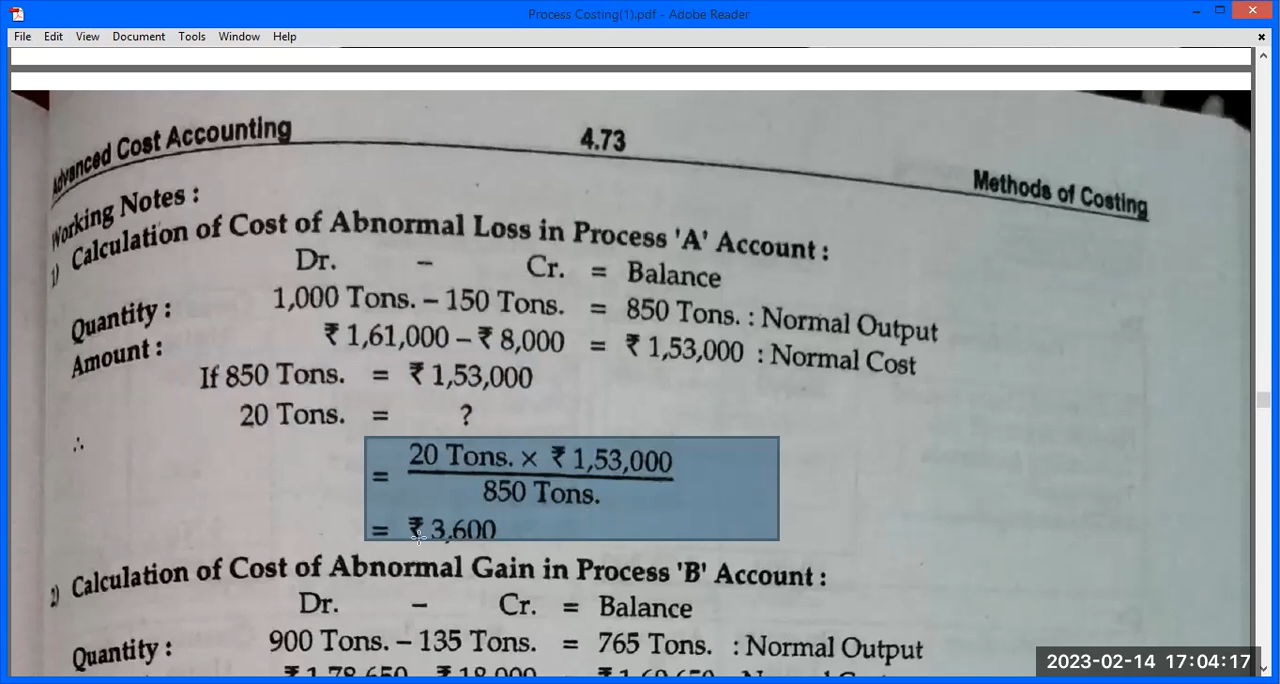 Process Costing(1).pdf - Adobe Reader
File Edit View Document Tools Window Help
Advanced Cost Accounting 4.73 Methods of Costing
Working Notes :
1) Calculation of Cost of Abnormal Loss in Process 'A' Account :
Dr. – Cr. = Balance
Quantity : 1,000 Tons. – 150 Tons. = 850 Tons. : Normal Output
Amount : ₹ 1,61,000 – ₹ 8,000 = ₹ 1,53,000 : Normal Cost
If 850 Tons. = ₹ 1,53,000
20 Tons. = ?
∴
= 20 Tons. × ₹ 1,53,000
850 Tons.
= ₹ 3,600
2) Calculation of Cost of Abnormal Gain in Process 'B' Account :
Dr. – Cr. = Balance
Quantity : 900 Tons. – 135 Tons. = 765 Tons. : Normal Output
2023-02-14 17:04:17